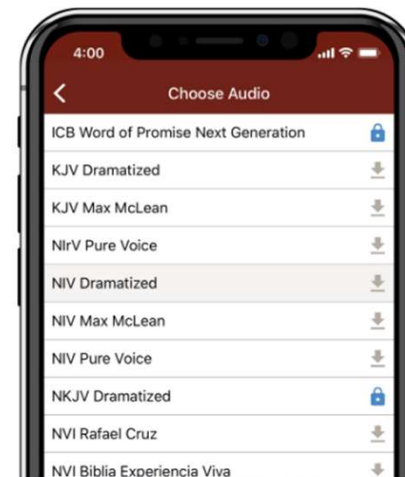 4:00
Choose Audio
ICB Word of Promise Next Generation
KJV Dramatized
KJV Max McLean
NIrV Pure Voice
NIV Dramatized
NIV Max McLean
NIV Pure Voice
NKJV Dramatized
NVI Rafael Cruz
NVI Biblia Experiencia Viva